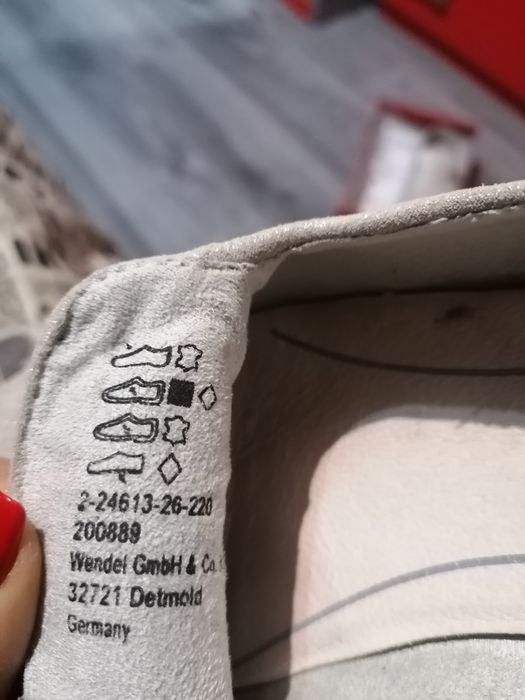 2-24613-26-220
200889
Wendel GmbH & Co.
32721 Detmold
Germany